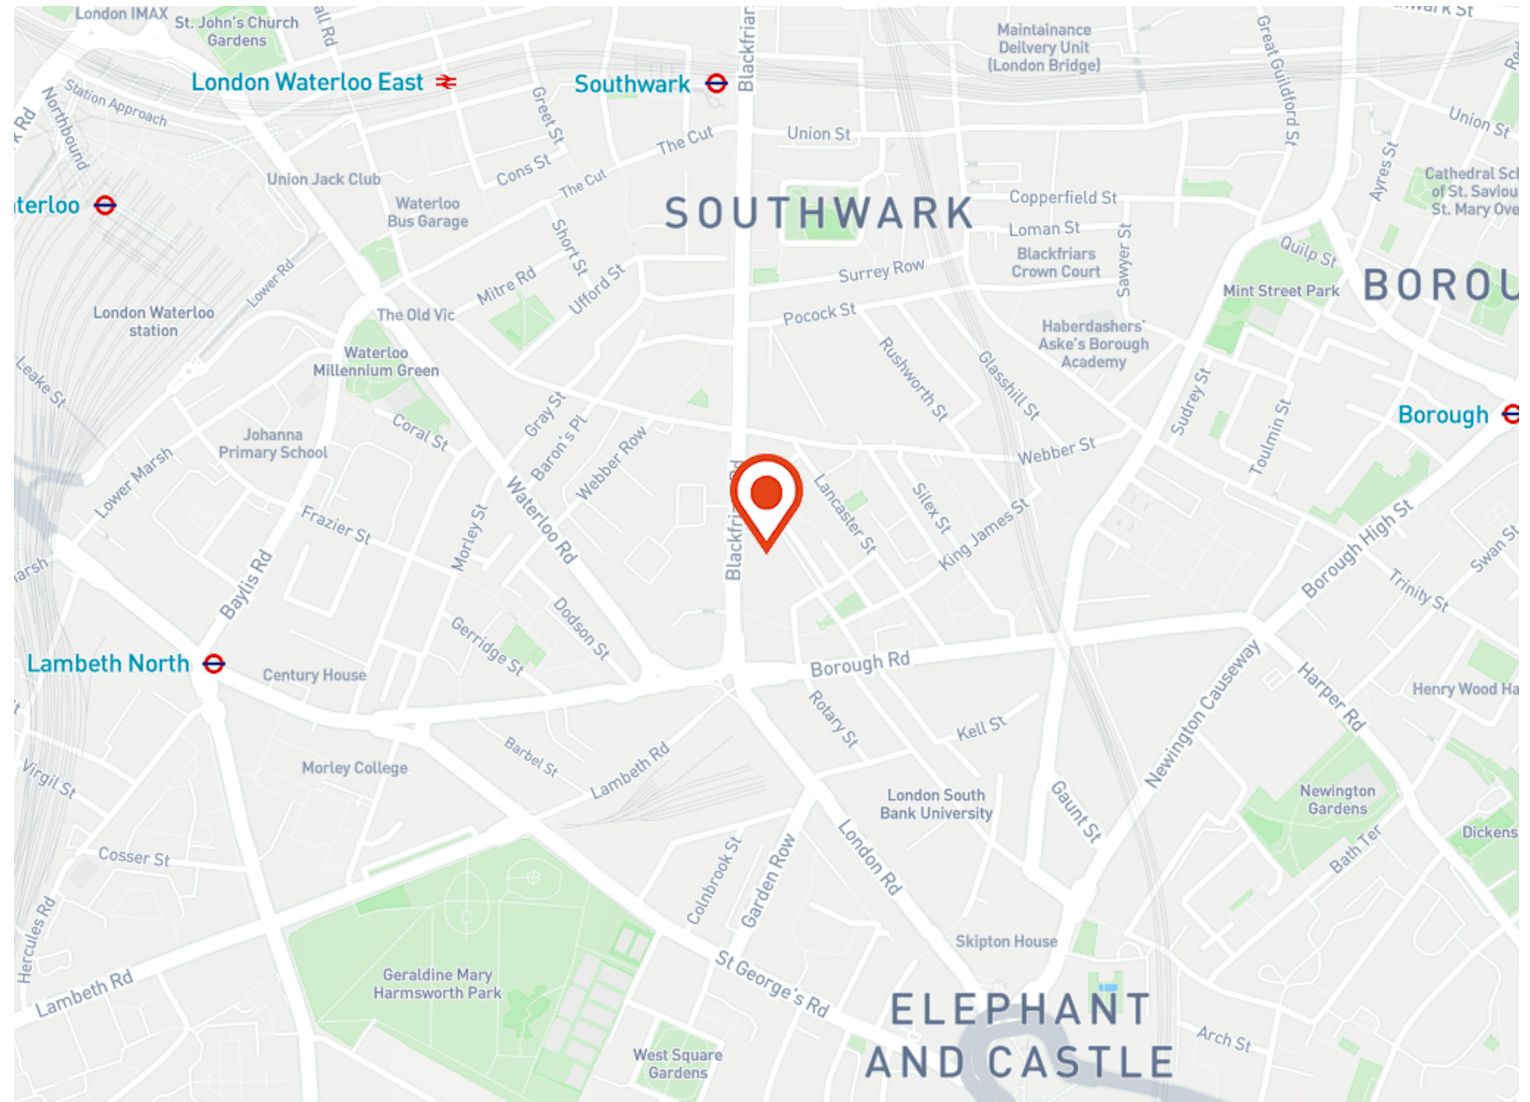 London IMAX
St. John's Church
Gardens
London Waterloo East
Southwark
Blackfriar
Maintainance
Deilvery Unit
(London Bridge)
Great Guildford St
Station Approach
Northbound
Greet St
The Cut
Union St
Union St
Cons St
The Cut
Union Jack Club
Waterloo
Bus Garage
terloo
SOUTHWARK
Copperfield St
Loman St
Blackfriars
Crown Court
Sawyer St
Ayres St
Cathedral Sc
of St. Saviou
St. Mary Ove
Quilp St
Mint Street Park
BOROU
Short St
Mitre Rd
Ufford St
Surrey Row
Lower Rd
London Waterloo
station
The Old Vic
Pocock St
Haberdashers'
Aske's Borough
Academy
Waterloo
Millennium Green
Leake St
Rushworth St
Glasshill St
Sudrey St
Toulmin St
Borough
Gray St
Baron's Pl
Webber Row
Coral St
Johanna
Primary School
Lower Marsh
Webber St
Waterloo Rd
Morley St
Frazier St
Baylis Rd
Blackfri
Rd
Lancaster St
Silex St
King James St
Borough High St
Trinity St
Swan St
arsh
Dodson St
Gerridge St
Lambeth North
Century House
Borough Rd
Harper Rd
Henry Wood Ha
Newington Causeway
Rotary St
Kell St
Barbel St
Lambeth Rd
Morley College
Virgil St
London South
Bank University
Gaunt St
Newington
Gardens
Dickens
Bath Ter
Cosser St
London Rd
Colnbrook St
Garden Row
Hercules Rd
Skipton House
Lambeth Rd
Geraldine Mary
Harmsworth Park
St George's Rd
ELEPHANT
AND CASTLE
Arch St
West Square
Gardens